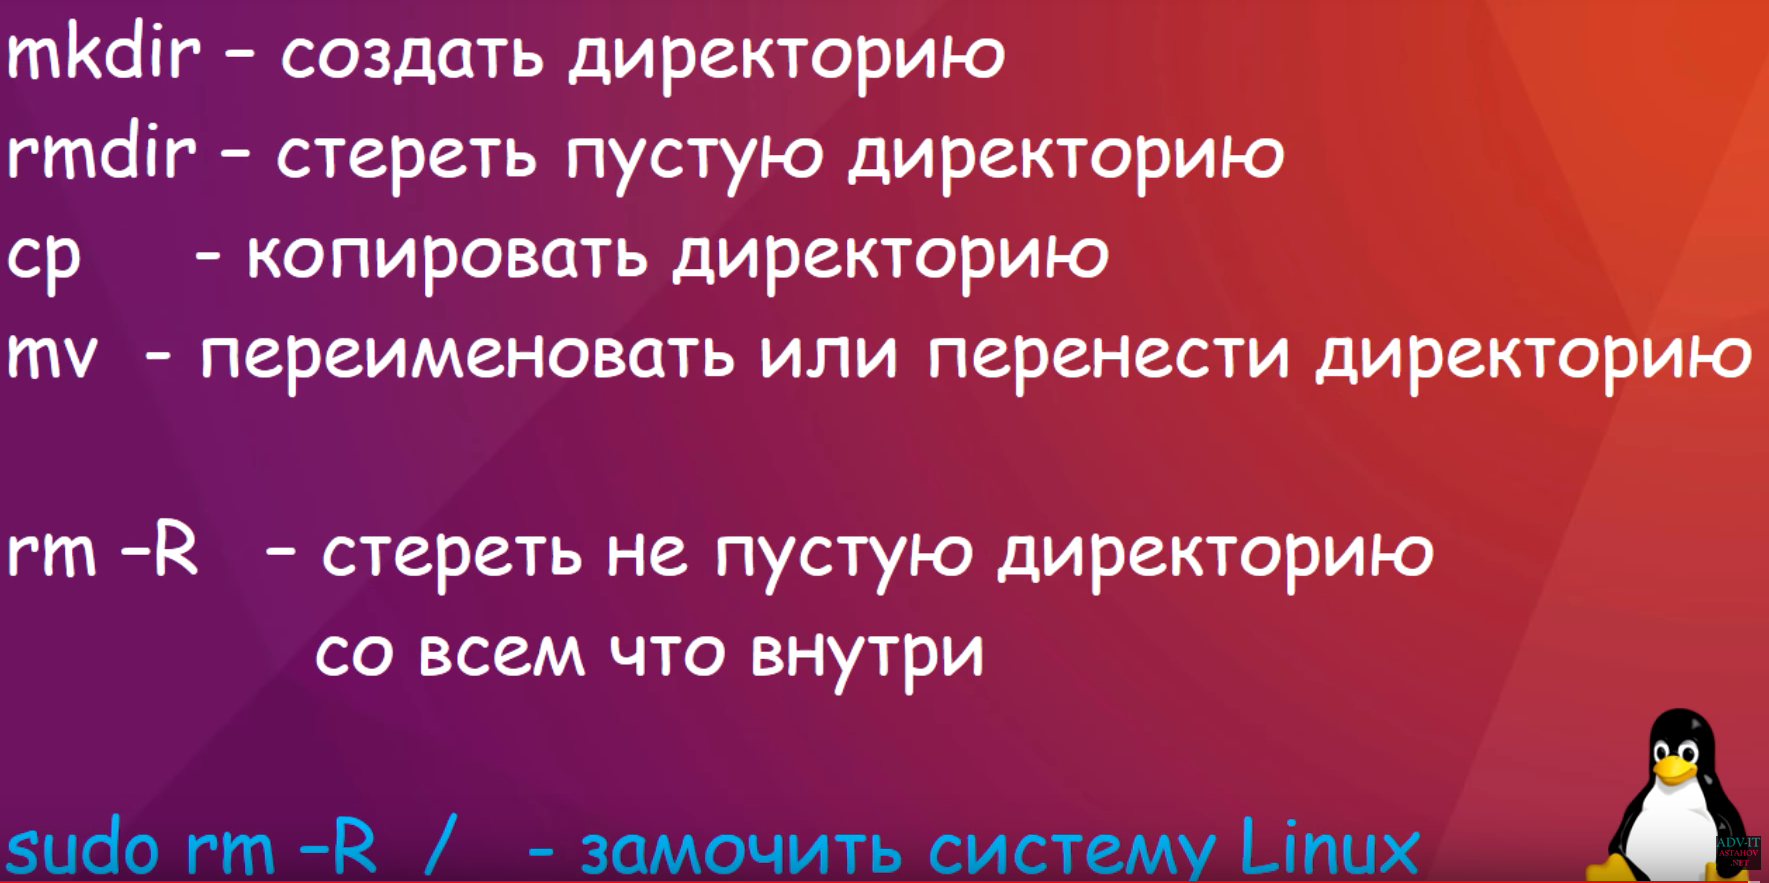 mkdir – создать директорию
rmdir – стереть пустую директорию
cp - копировать директорию
mv - переименовать или перенести директорию
rm –R – стереть не пустую директорию
со всем что внутри
sudo rm –R / - замочить систему Linux
ADV-IT
ASTAHOV
.NET